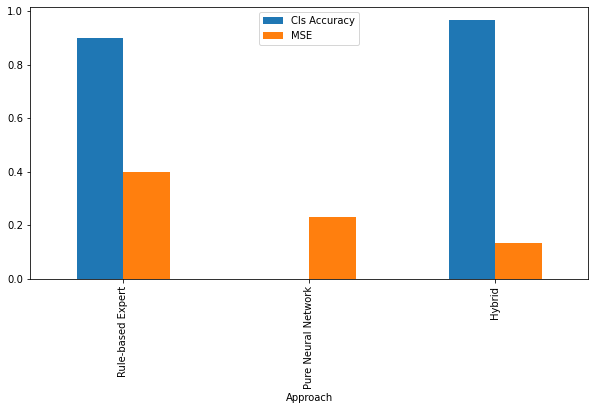 1.0
0.8
0.6
0.4
0.2
0.0
Cls Accuracy
MSE
Rule-based Expert
Pure Neural Network
Hybrid
Approach